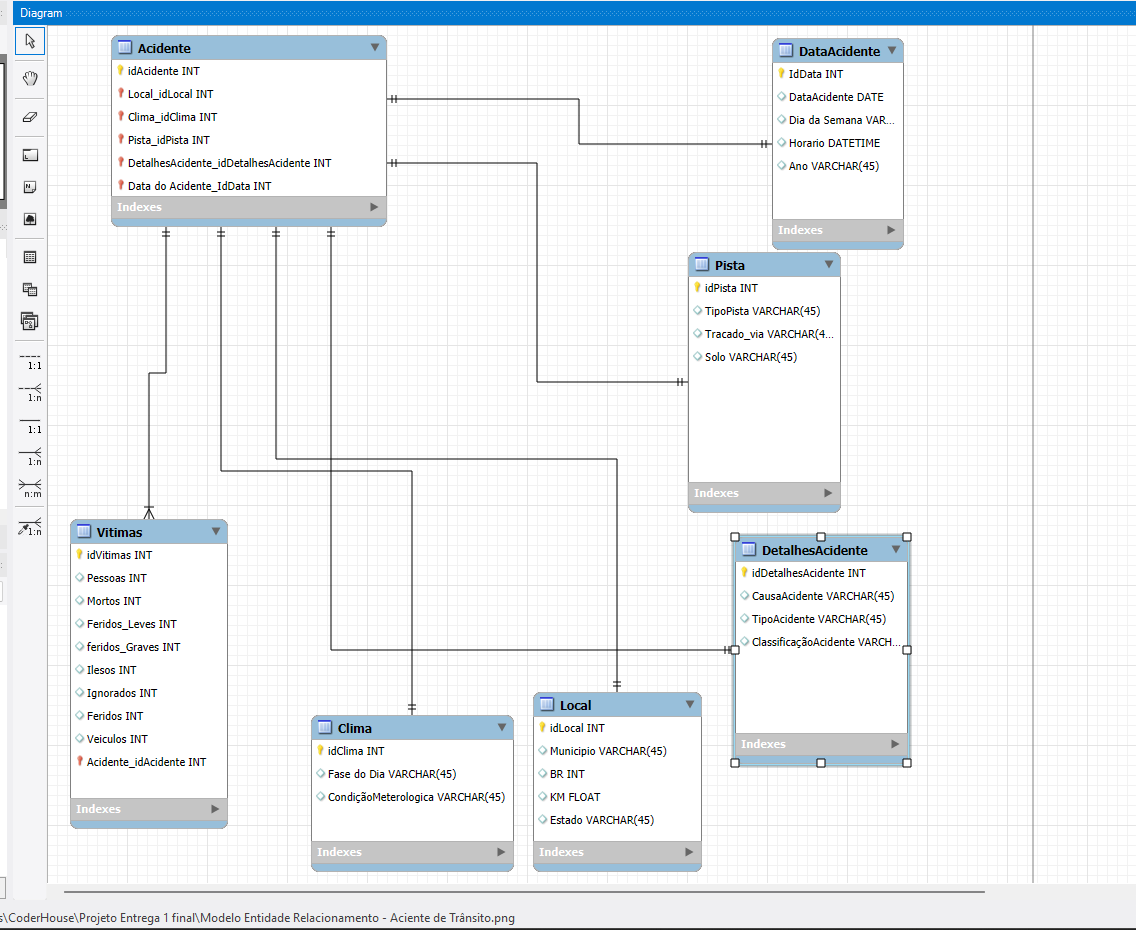 Diagram
Acidente
idAcidente INT
Local_idLocal INT
Clima_idClima INT
Pista_idPista INT
DetalhesAcidente_idDetalhesAcidente INT
Data do Acidente_IdData INT
Indexes
DataAcidente
IdData INT
DataAcidente DATE
Dia da Semana VAR...
Horario DATETIME
Ano VARCHAR(45)
Indexes
Pista
idPista INT
TipoPista VARCHAR(45)
Tracado_via VARCHAR(4...
Solo VARCHAR(45)
Indexes
1:1
1:n
1:1
1:n
n:m
1:n
Vitimas
idVitimas INT
Pessoas INT
Mortos INT
Feridos_Leves INT
feridos_Graves INT
Ilesos INT
Ignorados INT
Feridos INT
Veiculos INT
Acidente_idAcidente INT
Indexes
DetalhesAcidente
idDetalhesAcidente INT
CausaAcidente VARCHAR(45)
TipoAcidente VARCHAR(45)
ClassificaçãoAcidente VARCH...
Indexes
Clima
idClima INT
Fase do Dia VARCHAR(45)
CondiçãoMeterologica VARCHAR(45)
Indexes
Local
idLocal INT
Municipio VARCHAR(45)
BR INT
KM FLOAT
Estado VARCHAR(45)
Indexes
s\CoderHouse\Projeto Entrega 1 final\Modelo Entidade Relacionamento - Aciente de Trânsito.png